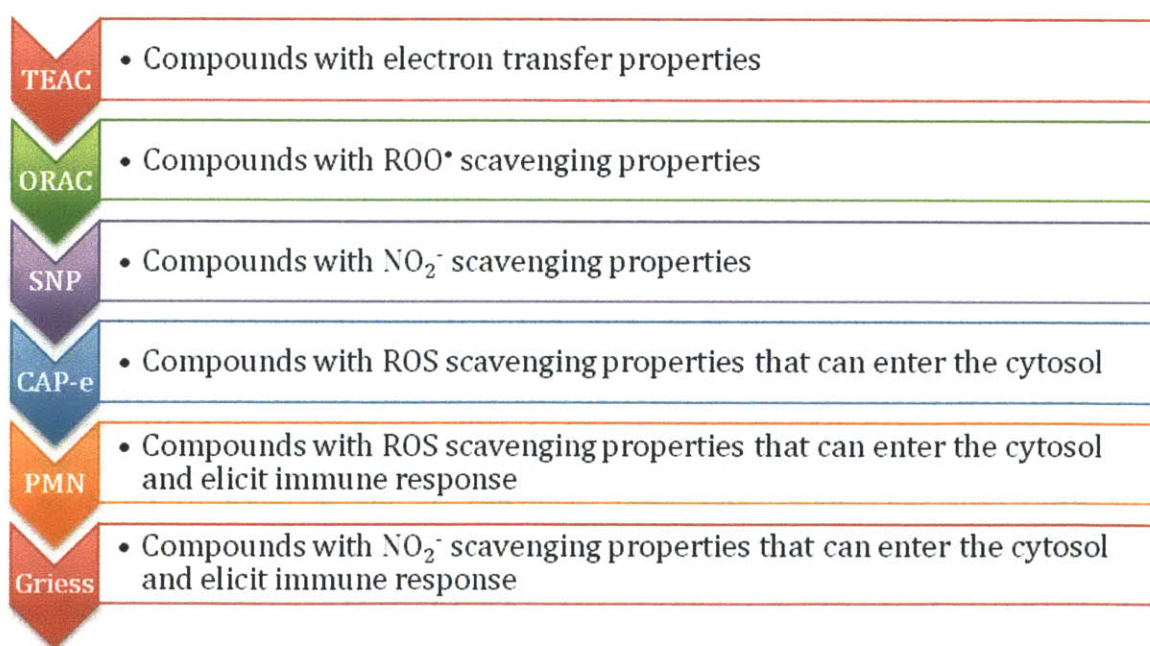 TEAC
• Compounds with electron transfer properties
ORAC
• Compounds with ROO• scavenging properties
SNP
• Compounds with NO₂⁻ scavenging properties
CAP-e
• Compounds with ROS scavenging properties that can enter the cytosol
PMN
• Compounds with ROS scavenging properties that can enter the cytosol
and elicit immune response
Griess
• Compounds with NO₂⁻ scavenging properties that can enter the cytosol
and elicit immune response